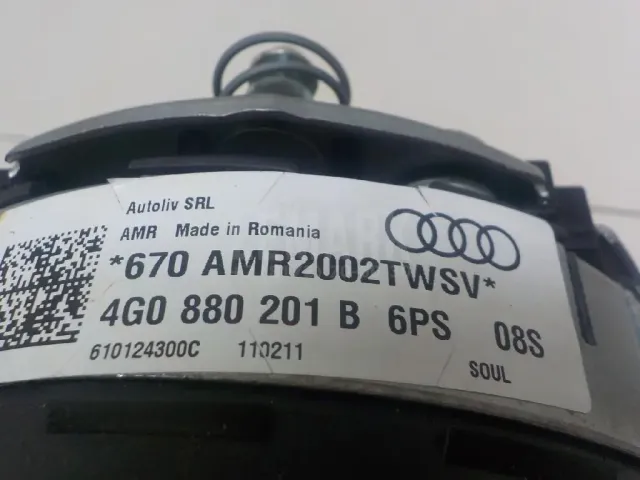 Autoliv SRL
AMR Made in Romania
*670 AMR2002TWSV*
4G0 880 201 B 6PS 08S
610124300C 110211
SOUL